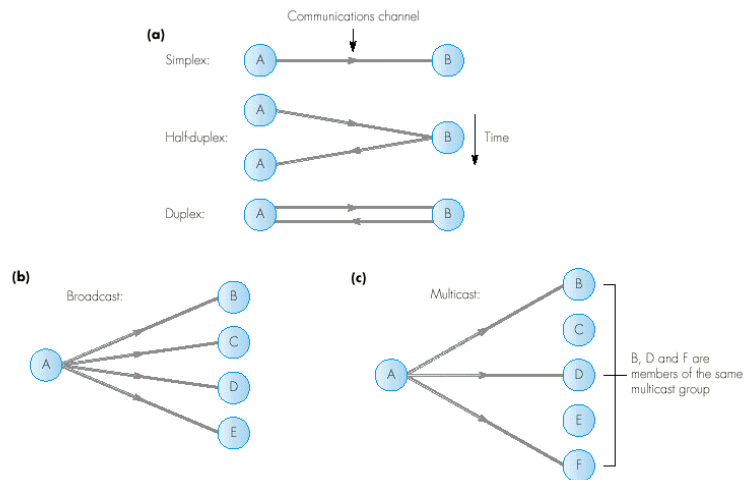 Communications channel
(a)
Simplex:
A
B
A
Half-duplex:
B
Time
A
Duplex:
A
B
(b)
Broadcast:
B
C
A
D
E
(c)
Multicast:
B
C
A
D
E
F
B, D and F are
members of the same
multicast group